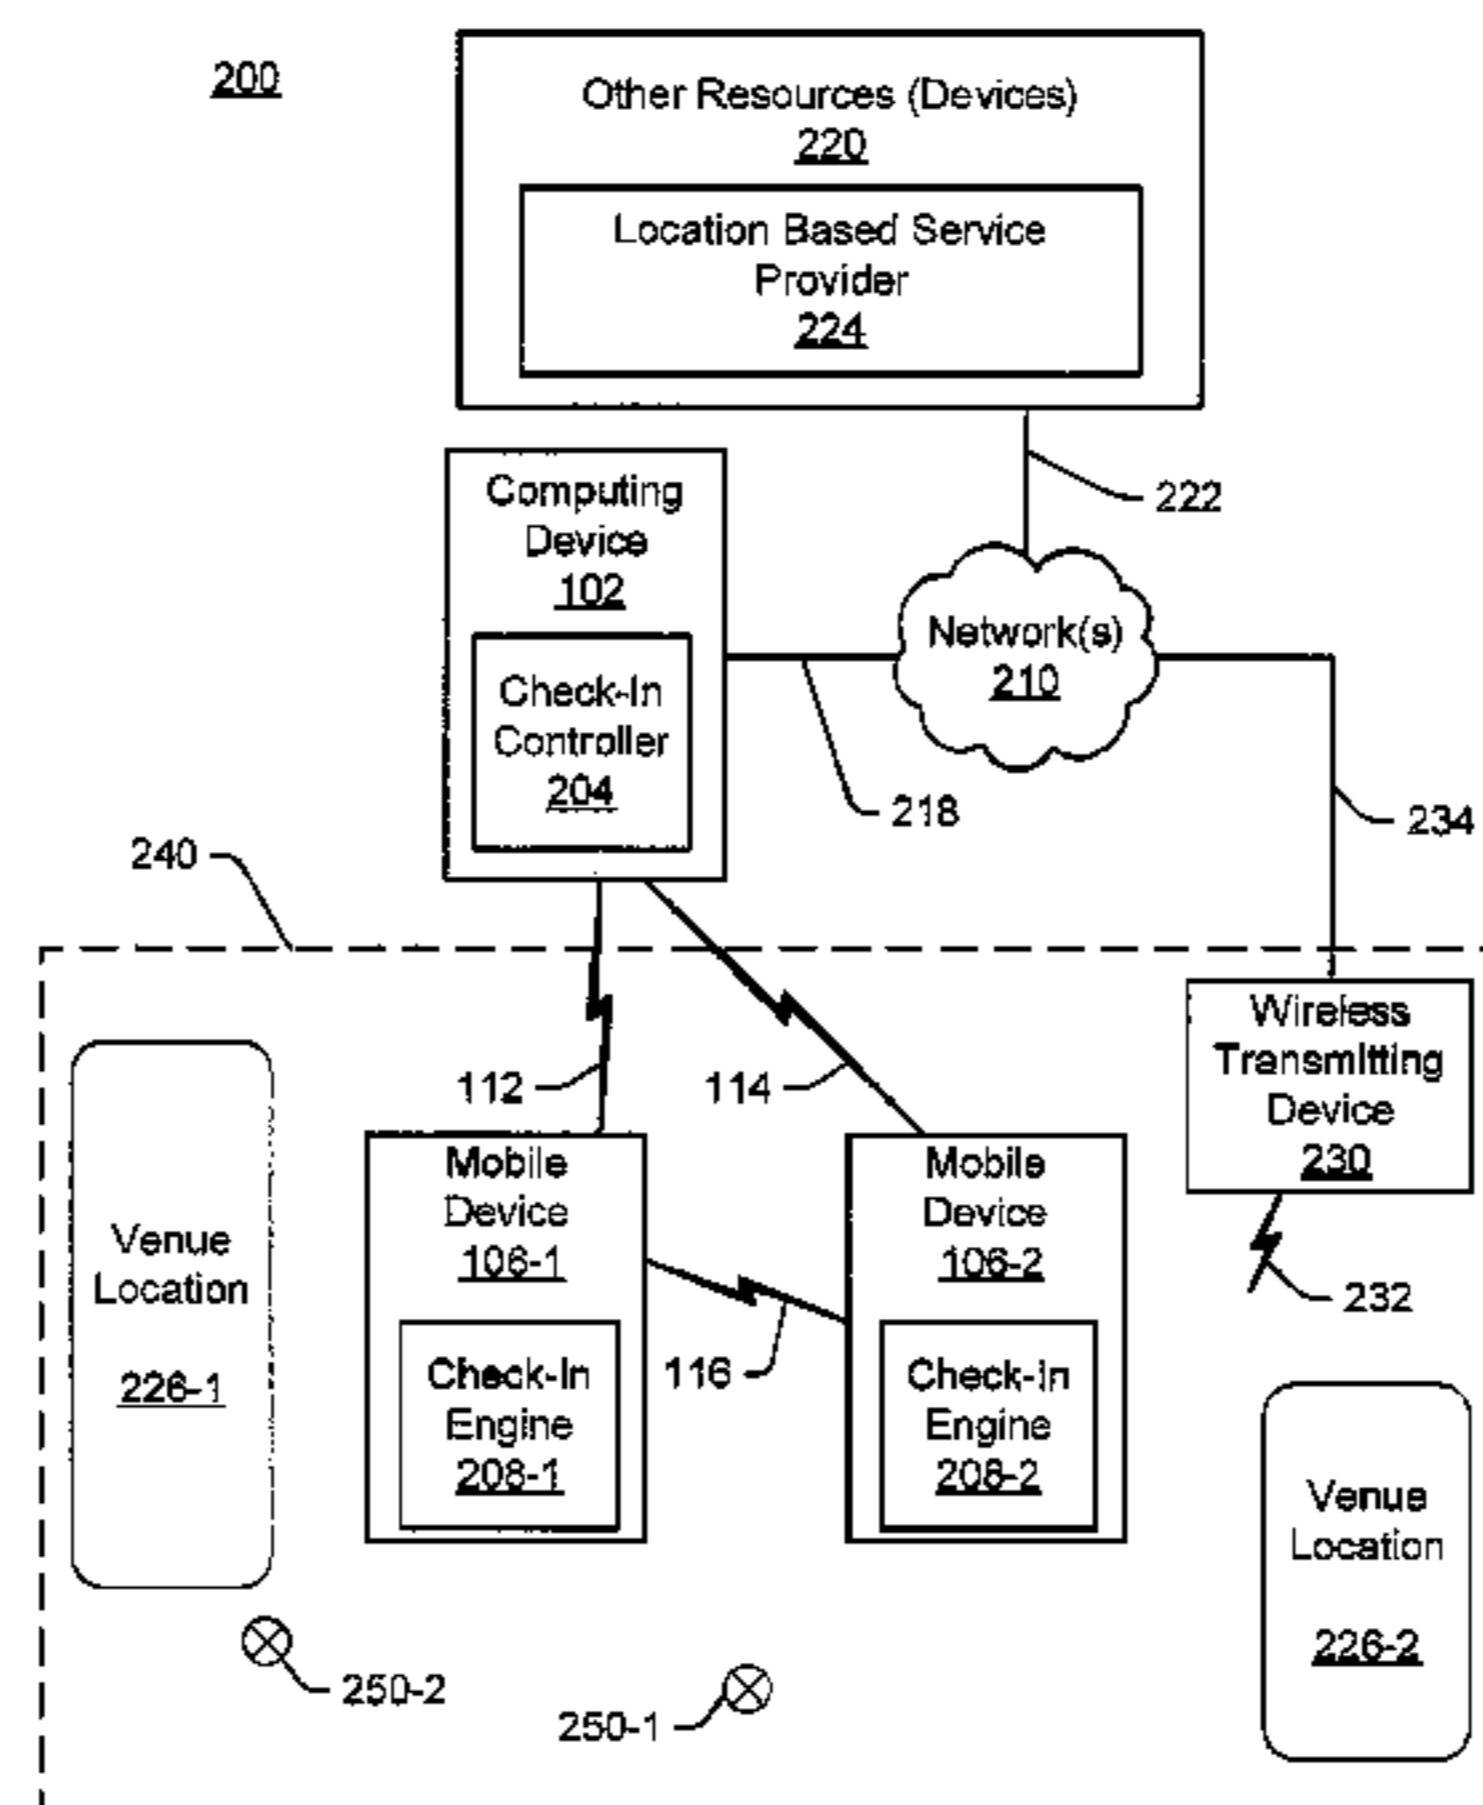 200
Other Resources (Devices)
220
Location Based Service
Provider
224
Computing
Device
102
222
Network(s)
210
Check-In
Controller
204
218
234
240
Wireless
Transmitting
Device
230
112
114
Mobile
Device
106-1
Mobile
Device
106-2
Venue
Location
226-1
232
116
Check-In
Engine
208-1
Check-In
Engine
208-2
Venue
Location
226-2
250-2
250-1